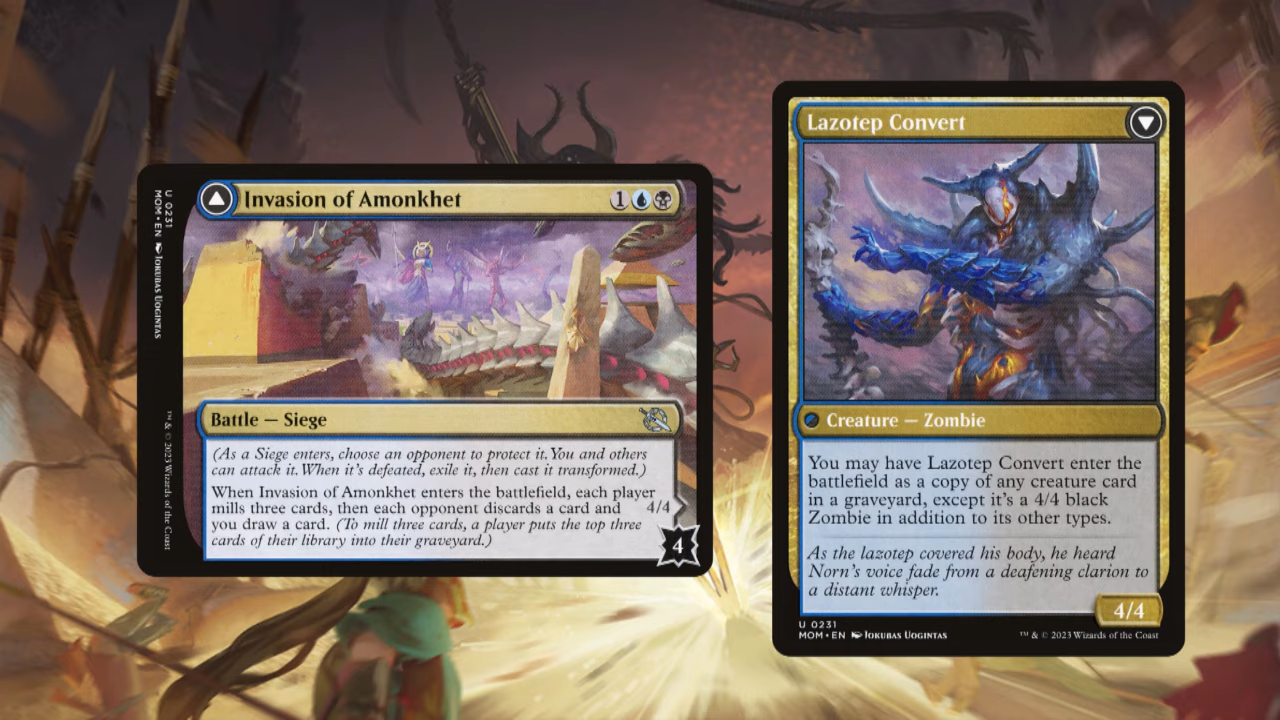 Invasion of Amonkhet
1
Battle — Siege
(As a Siege enters, choose an opponent to protect it. You and others
can attack it. When it's defeated, exile it, then cast it transformed.)
When Invasion of Amonkhet enters the battlefield, each player
mills three cards, then each opponent discards a card and
you draw a card. (To mill three cards, a player puts the top three
cards of their library into their graveyard.)
4/4
4
U 0231
MOM • EN IOKUBAS UOGINTAS
™ & © 2023 Wizards of the Coast
Lazotep Convert
Creature — Zombie
You may have Lazotep Convert enter the
battlefield as a copy of any creature card
in a graveyard, except it's a 4/4 black
Zombie in addition to its other types.
As the lazotep covered his body, he heard
Norn's voice fade from a deafening clarion to
a distant whisper.
4/4
U 0231
MOM • EN IOKUBAS UOGINTAS
™ & © 2023 Wizards of the Coast